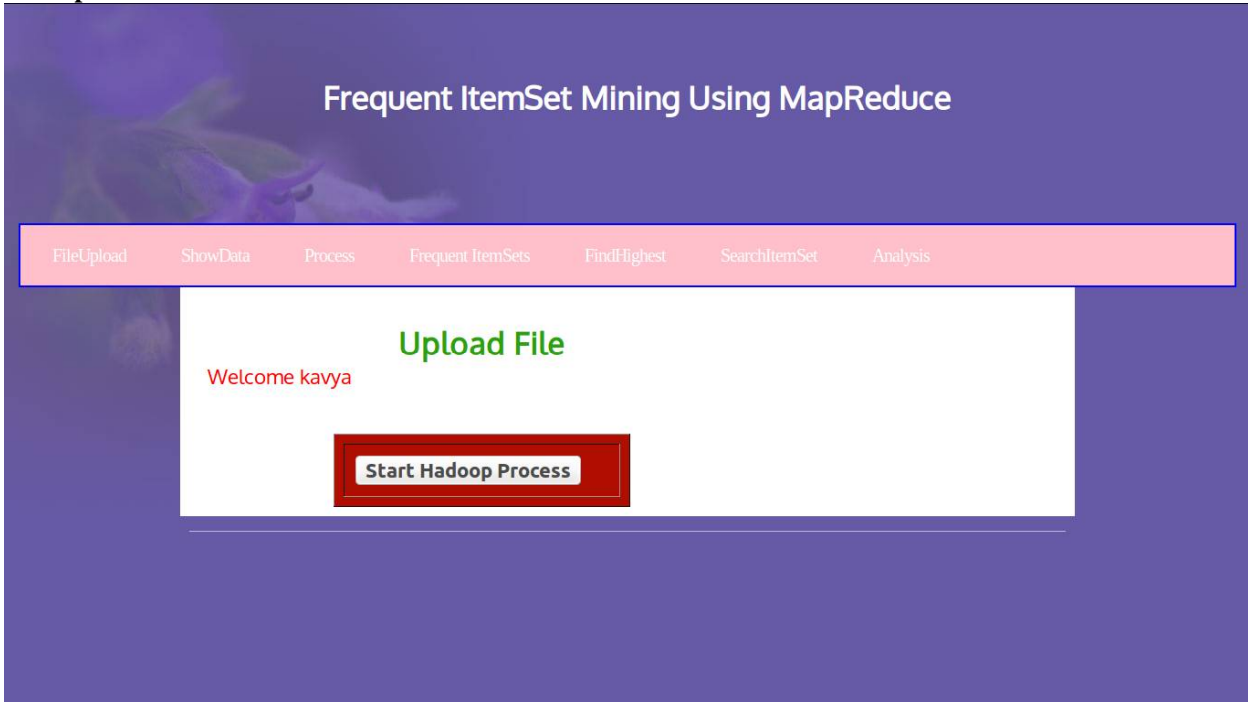 Frequent ItemSet Mining Using MapReduce
FileUpload ShowData Process Frequent ItemSets FindHighest SearchItemSet Analysis
Upload File
Welcome kavya
Start Hadoop Process